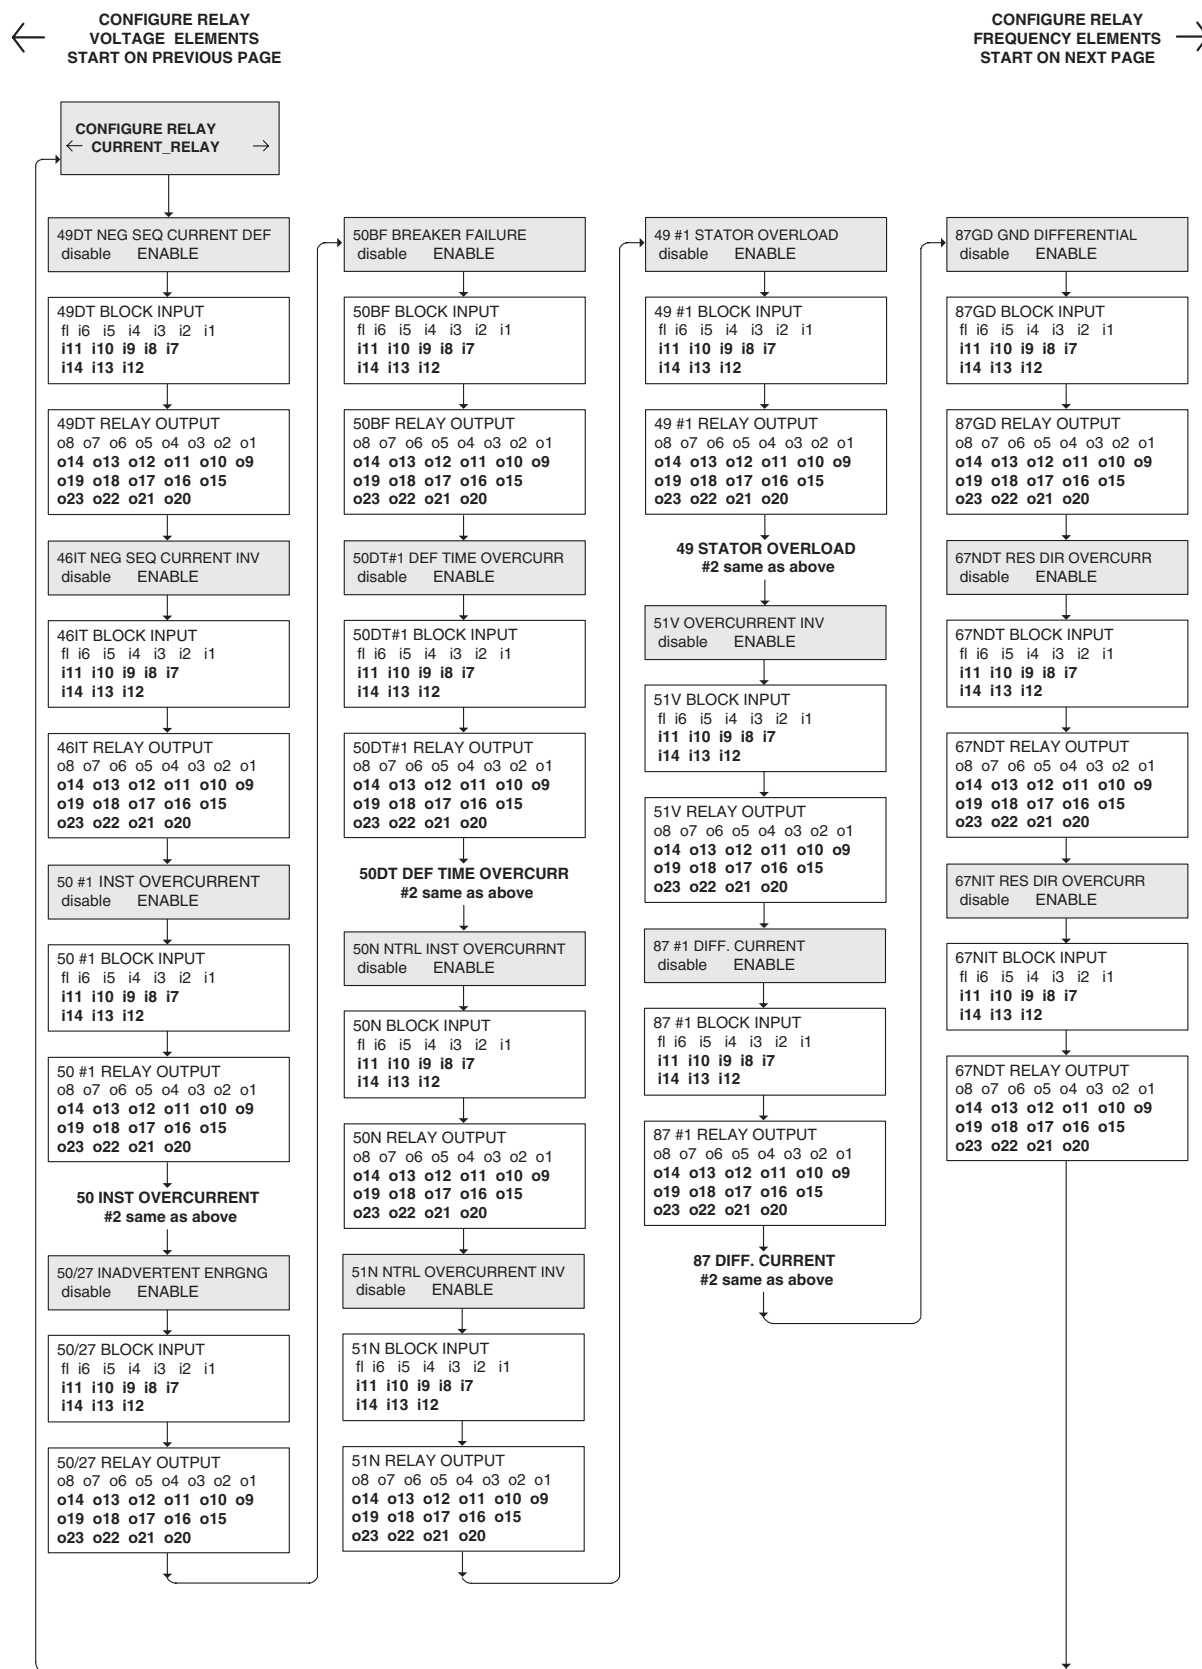 CONFIGURE RELAY
VOLTAGE ELEMENTS
START ON PREVIOUS PAGE
CONFIGURE RELAY
FREQUENCY ELEMENTS
START ON NEXT PAGE
CONFIGURE RELAY
← CURRENT_RELAY →
49DT NEG SEQ CURRENT DEF
disable ENABLE
49DT BLOCK INPUT
fl i6 i5 i4 i3 i2 i1
i11 i10 i9 i8 i7
i14 i13 i12
49DT RELAY OUTPUT
o8 o7 o6 o5 o4 o3 o2 o1
o14 o13 o12 o11 o10 o9
o19 o18 o17 o16 o15
o23 o22 o21 o20
46IT NEG SEQ CURRENT INV
disable ENABLE
46IT BLOCK INPUT
fl i6 i5 i4 i3 i2 i1
i11 i10 i9 i8 i7
i14 i13 i12
46IT RELAY OUTPUT
o8 o7 o6 o5 o4 o3 o2 o1
o14 o13 o12 o11 o10 o9
o19 o18 o17 o16 o15
o23 o22 o21 o20
50 #1 INST OVERCURRENT
disable ENABLE
50 #1 BLOCK INPUT
fl i6 i5 i4 i3 i2 i1
i11 i10 i9 i8 i7
i14 i13 i12
50 #1 RELAY OUTPUT
o8 o7 o6 o5 o4 o3 o2 o1
o14 o13 o12 o11 o10 o9
o19 o18 o17 o16 o15
o23 o22 o21 o20
50 INST OVERCURRENT
#2 same as above
50/27 INADVERTENT ENRGNG
disable ENABLE
50/27 BLOCK INPUT
fl i6 i5 i4 i3 i2 i1
i11 i10 i9 i8 i7
i14 i13 i12
50/27 RELAY OUTPUT
o8 o7 o6 o5 o4 o3 o2 o1
o14 o13 o12 o11 o10 o9
o19 o18 o17 o16 o15
o23 o22 o21 o20
50BF BREAKER FAILURE
disable ENABLE
50BF BLOCK INPUT
fl i6 i5 i4 i3 i2 i1
i11 i10 i9 i8 i7
i14 i13 i12
50BF RELAY OUTPUT
o8 o7 o6 o5 o4 o3 o2 o1
o14 o13 o12 o11 o10 o9
o19 o18 o17 o16 o15
o23 o22 o21 o20
50DT#1 DEF TIME OVERCURR
disable ENABLE
50DT#1 BLOCK INPUT
fl i6 i5 i4 i3 i2 i1
i11 i10 i9 i8 i7
i14 i13 i12
50DT#1 RELAY OUTPUT
o8 o7 o6 o5 o4 o3 o2 o1
o14 o13 o12 o11 o10 o9
o19 o18 o17 o16 o15
o23 o22 o21 o20
50DT DEF TIME OVERCURR
#2 same as above
50N NTRL INST OVERCURRNT
disable ENABLE
50N BLOCK INPUT
fl i6 i5 i4 i3 i2 i1
i11 i10 i9 i8 i7
i14 i13 i12
50N RELAY OUTPUT
o8 o7 o6 o5 o4 o3 o2 o1
o14 o13 o12 o11 o10 o9
o19 o18 o17 o16 o15
o23 o22 o21 o20
51N NTRL OVERCURRENT INV
disable ENABLE
51N BLOCK INPUT
fl i6 i5 i4 i3 i2 i1
i11 i10 i9 i8 i7
i14 i13 i12
51N RELAY OUTPUT
o8 o7 o6 o5 o4 o3 o2 o1
o14 o13 o12 o11 o10 o9
o19 o18 o17 o16 o15
o23 o22 o21 o20
49 #1 STATOR OVERLOAD
disable ENABLE
49 #1 BLOCK INPUT
fl i6 i5 i4 i3 i2 i1
i11 i10 i9 i8 i7
i14 i13 i12
49 #1 RELAY OUTPUT
o8 o7 o6 o5 o4 o3 o2 o1
o14 o13 o12 o11 o10 o9
o19 o18 o17 o16 o15
o23 o22 o21 o20
49 STATOR OVERLOAD
#2 same as above
51V OVERCURRENT INV
disable ENABLE
51V BLOCK INPUT
fl i6 i5 i4 i3 i2 i1
i11 i10 i9 i8 i7
i14 i13 i12
51V RELAY OUTPUT
o8 o7 o6 o5 o4 o3 o2 o1
o14 o13 o12 o11 o10 o9
o19 o18 o17 o16 o15
o23 o22 o21 o20
87 #1 DIFF. CURRENT
disable ENABLE
87 #1 BLOCK INPUT
fl i6 i5 i4 i3 i2 i1
i11 i10 i9 i8 i7
i14 i13 i12
87 #1 RELAY OUTPUT
o8 o7 o6 o5 o4 o3 o2 o1
o14 o13 o12 o11 o10 o9
o19 o18 o17 o16 o15
o23 o22 o21 o20
87 DIFF. CURRENT
#2 same as above
87GD GND DIFFERENTIAL
disable ENABLE
87GD BLOCK INPUT
fl i6 i5 i4 i3 i2 i1
i11 i10 i9 i8 i7
i14 i13 i12
87GD RELAY OUTPUT
o8 o7 o6 o5 o4 o3 o2 o1
o14 o13 o12 o11 o10 o9
o19 o18 o17 o16 o15
o23 o22 o21 o20
67NDT RES DIR OVERCURR
disable ENABLE
67NDT BLOCK INPUT
fl i6 i5 i4 i3 i2 i1
i11 i10 i9 i8 i7
i14 i13 i12
67NDT RELAY OUTPUT
o8 o7 o6 o5 o4 o3 o2 o1
o14 o13 o12 o11 o10 o9
o19 o18 o17 o16 o15
o23 o22 o21 o20
67NIT RES DIR OVERCURR
disable ENABLE
67NIT BLOCK INPUT
fl i6 i5 i4 i3 i2 i1
i11 i10 i9 i8 i7
i14 i13 i12
67NDT RELAY OUTPUT
o8 o7 o6 o5 o4 o3 o2 o1
o14 o13 o12 o11 o10 o9
o19 o18 o17 o16 o15
o23 o22 o21 o20